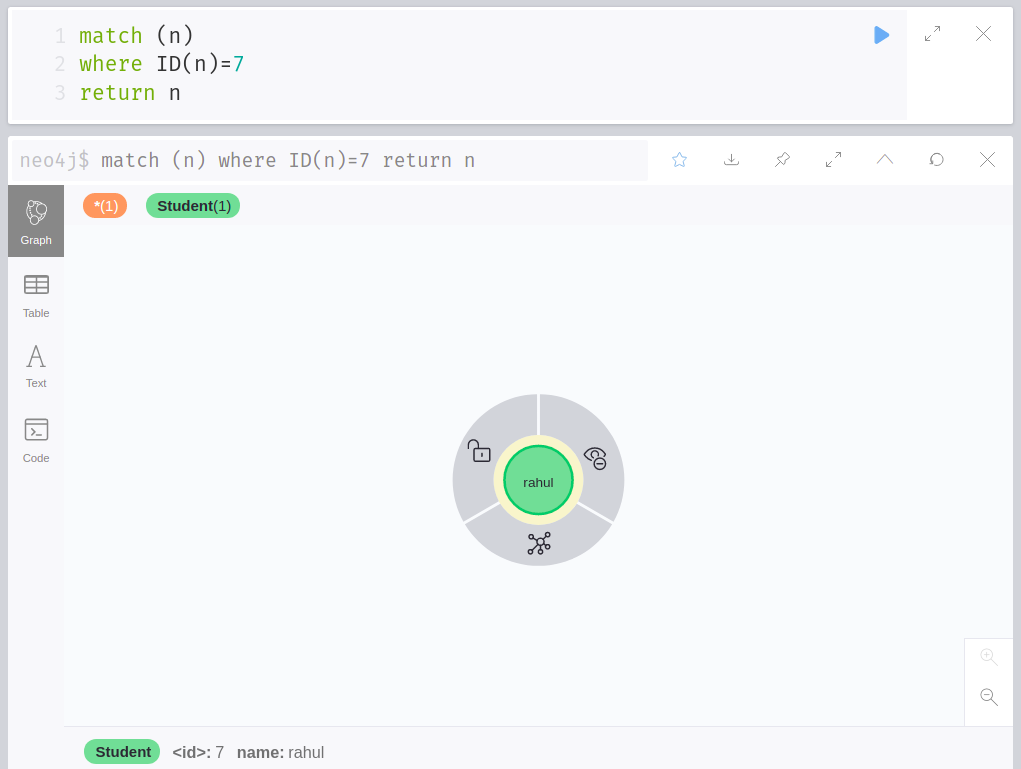 1 match (n)
2 where ID(n)=7
3 return n
neo4j$ match (n) where ID(n)=7 return n
*(1) Student(1)
Graph
Table
A
Text
Code
rahul
Student <id>: 7 name: rahul